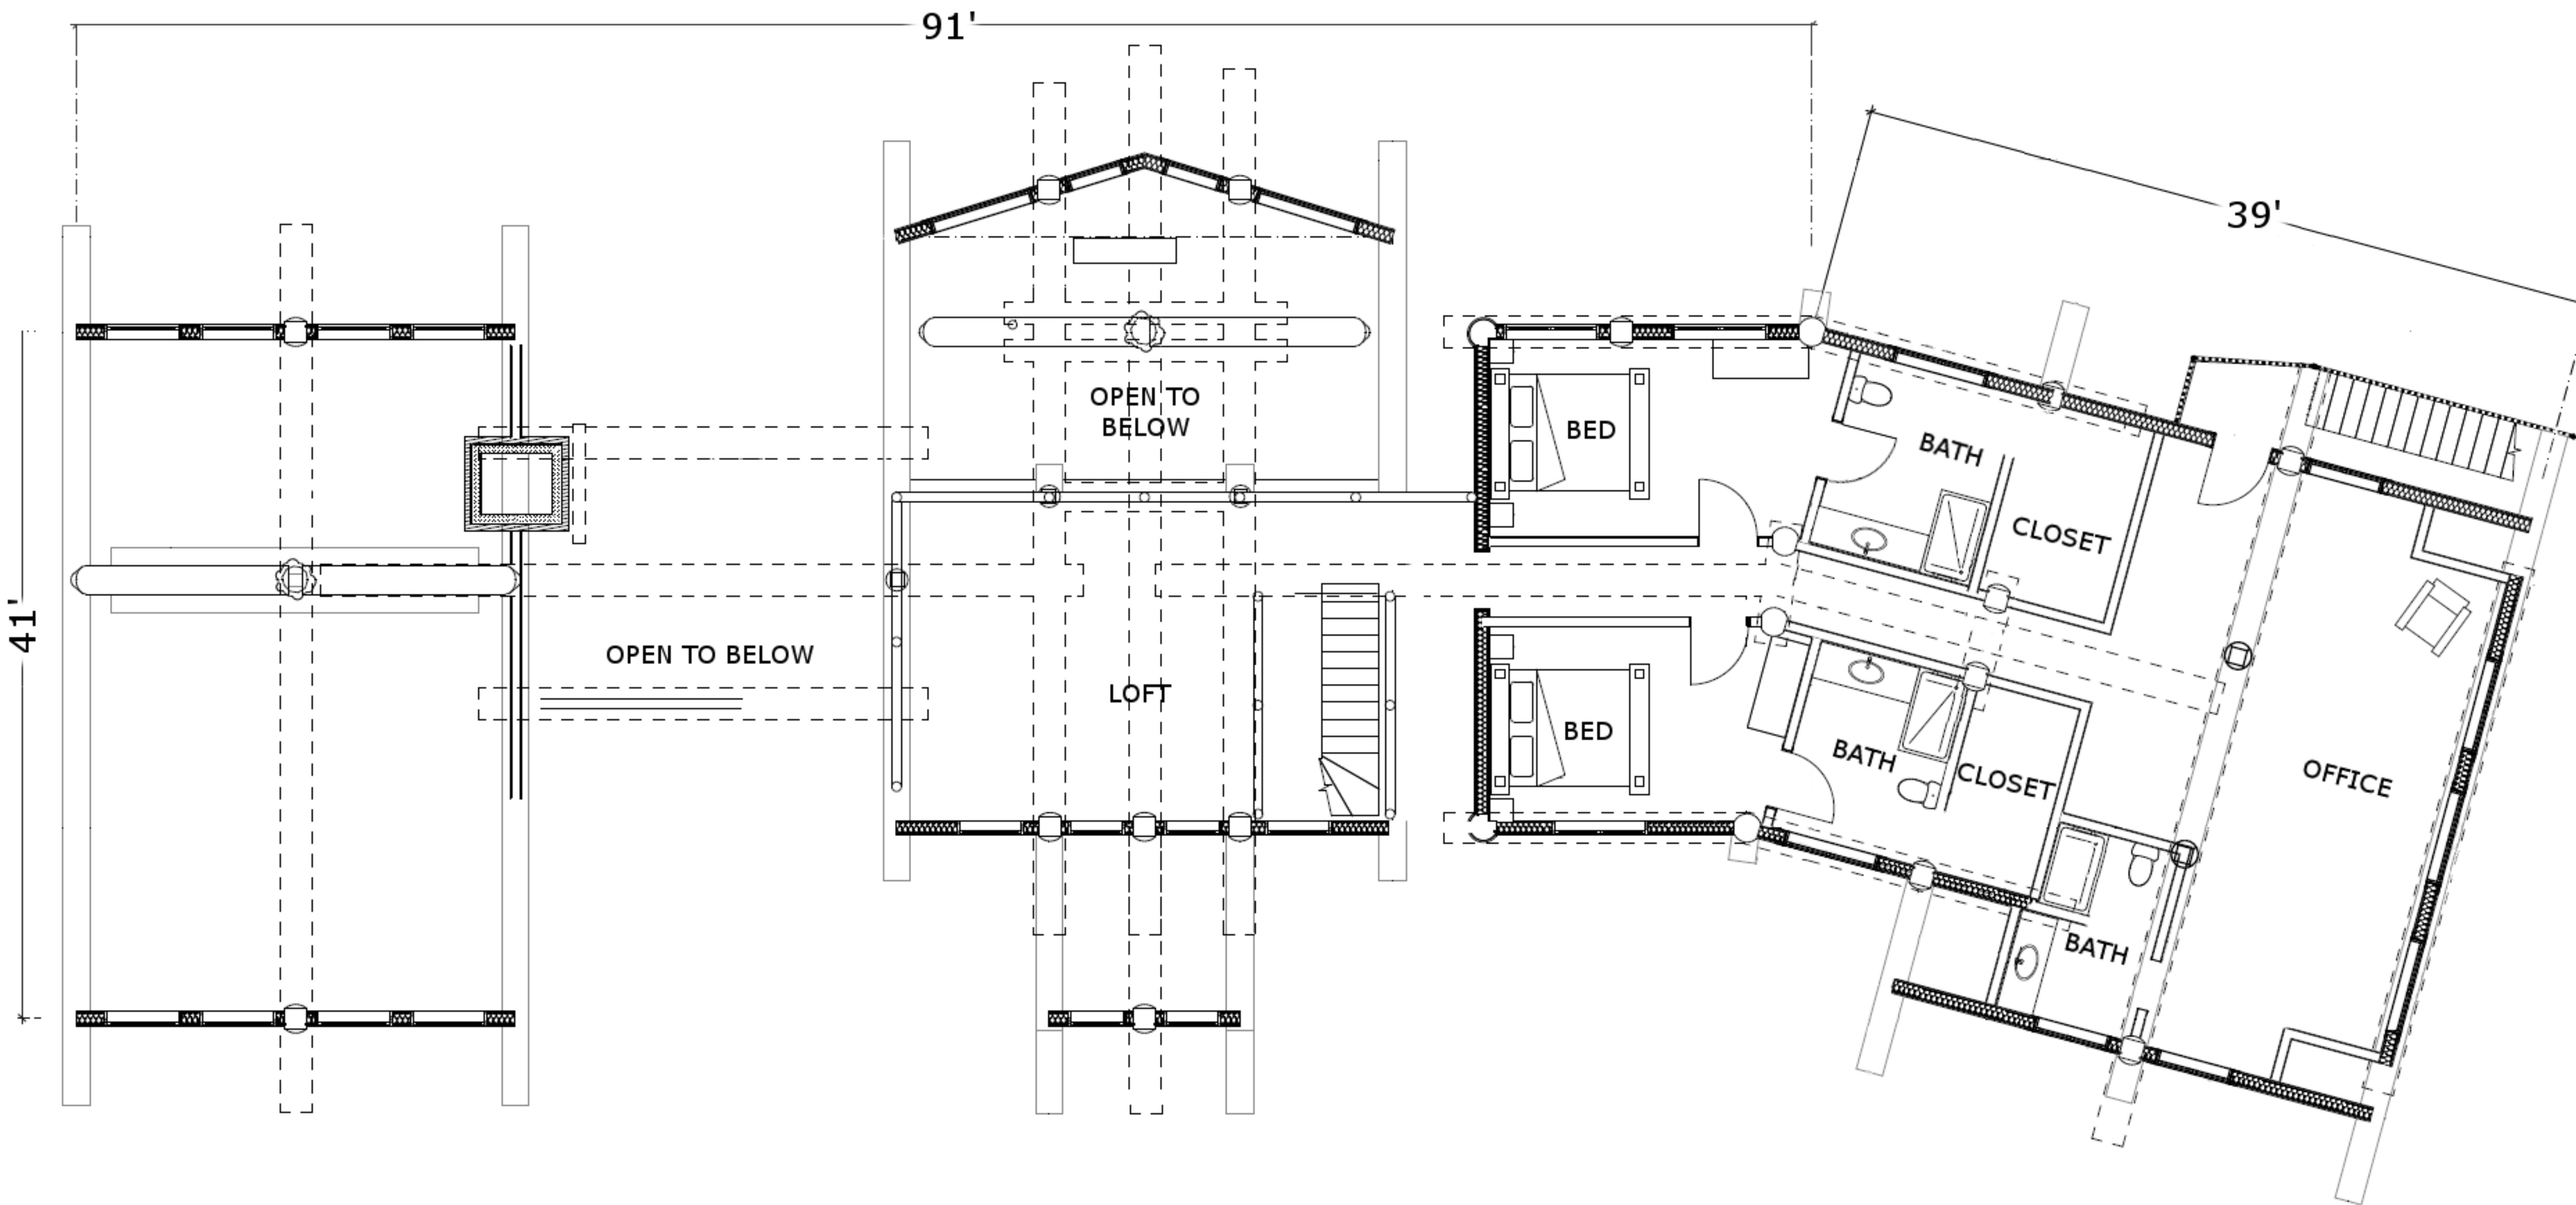 91'
39'
41'
OPEN TO
BELOW
BED
BATH
CLOSET
OPEN TO BELOW
LOFT
BED
BATH
CLOSET
OFFICE
BATH